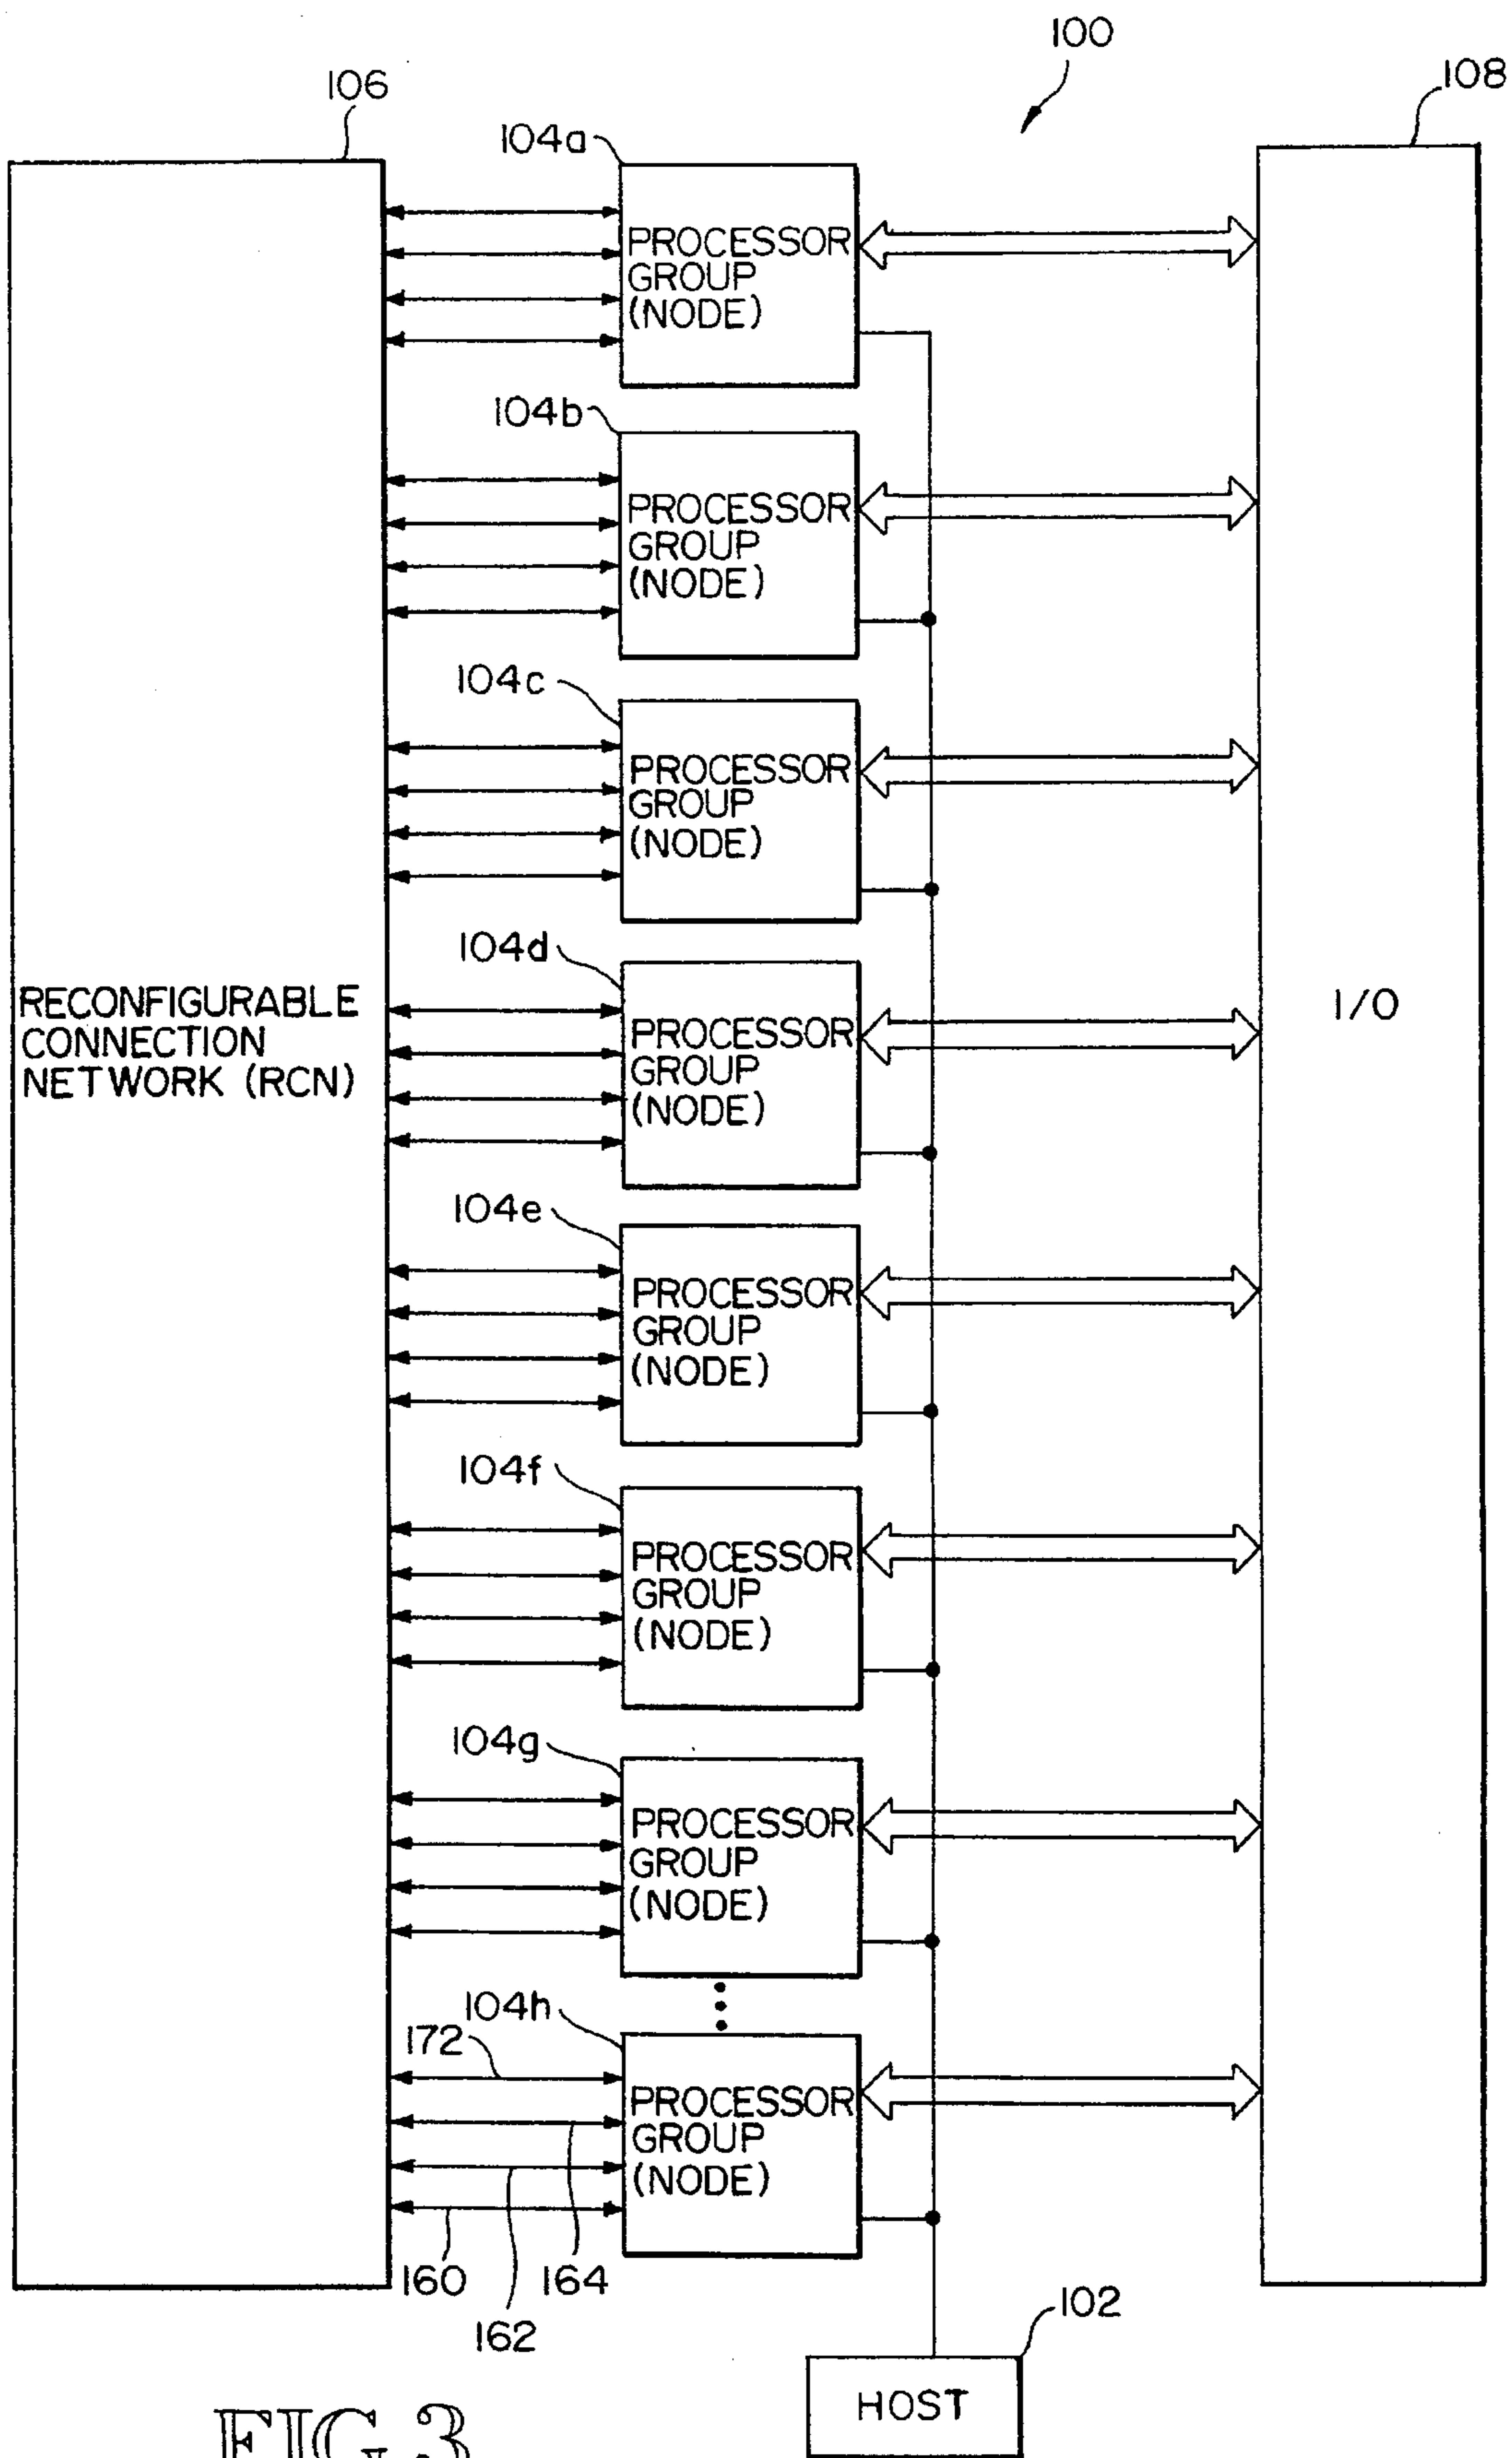 100
108
106
104a
PROCESSOR
GROUP
(NODE)
104b
PROCESSOR
GROUP
(NODE)
104c
PROCESSOR
GROUP
(NODE)
104d
RECONFIGURABLE
CONNECTION
NETWORK (RCN)
PROCESSOR
GROUP
(NODE)
I/O
104e
PROCESSOR
GROUP
(NODE)
104f
PROCESSOR
GROUP
(NODE)
104g
PROCESSOR
GROUP
(NODE)
104h
172
PROCESSOR
GROUP
(NODE)
160
164
162
102
HOST
FIG. 3